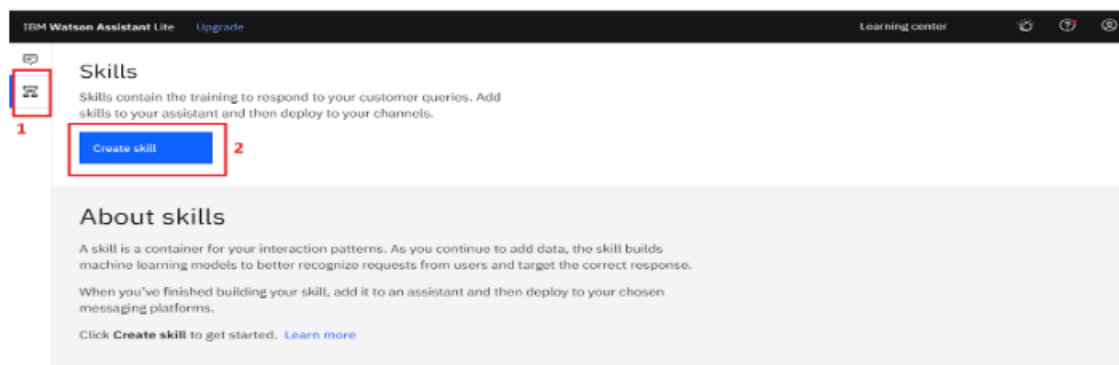 IBM Watson Assistant Lite Upgrade Learning center
Skills
Skills contain the training to respond to your customer queries. Add
skills to your assistant and then deploy to your channels.
1
Create skill 2
About skills
A skill is a container for your interaction patterns. As you continue to add data, the skill builds
machine learning models to better recognize requests from users and target the correct response.
When you've finished building your skill, add it to an assistant and then deploy to your chosen
messaging platforms.
Click Create skill to get started. Learn more